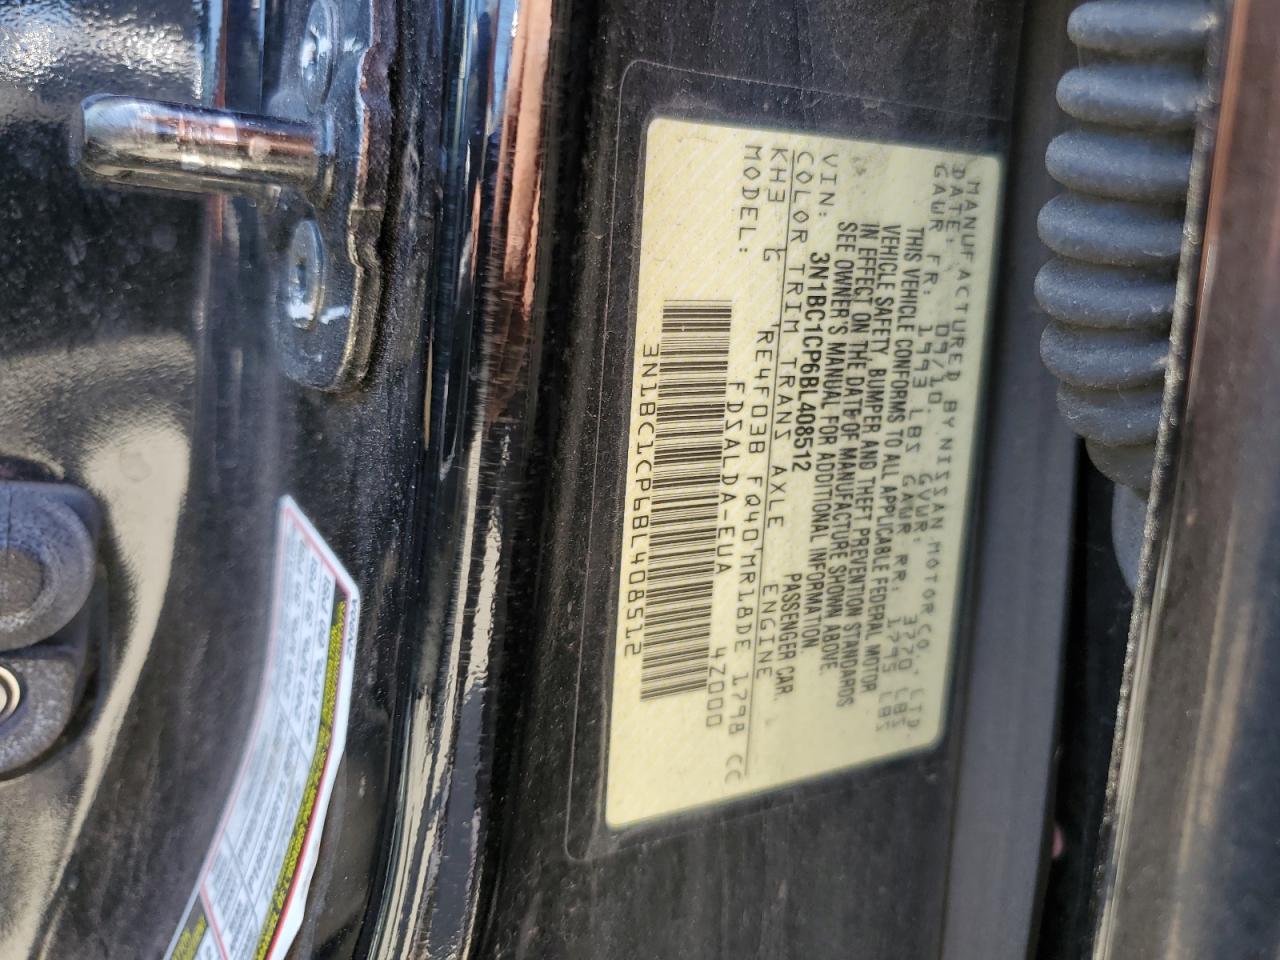 MANUFACTURED BY NISSAN MOTOR CO., LTD.
DATE: 09/10. GVWR: 3770 LBS
GAWR FR: 1993 LBS GAWR RR: 1795 LBS
THIS VEHICLE CONFORMS TO ALL APPLICABLE FEDERAL MOTOR
VEHICLE SAFETY, BUMPER AND THEFT PREVENTION STANDARDS
IN EFFECT ON THE DATE OF MANUFACTURE SHOWN ABOVE.
SEE OWNER'S MANUAL FOR ADDITIONAL INFORMATION.
VIN: 3N1BC1CP6BL408512 PASSENGER CAR
COLOR TRIM TRANS AXLE ENGINE
KH3 G RE4F03B FQ40 MR18DE 1798 CC
MODEL: FDSALDA-EUA 4Z000
3N1BC1CP6BL408512